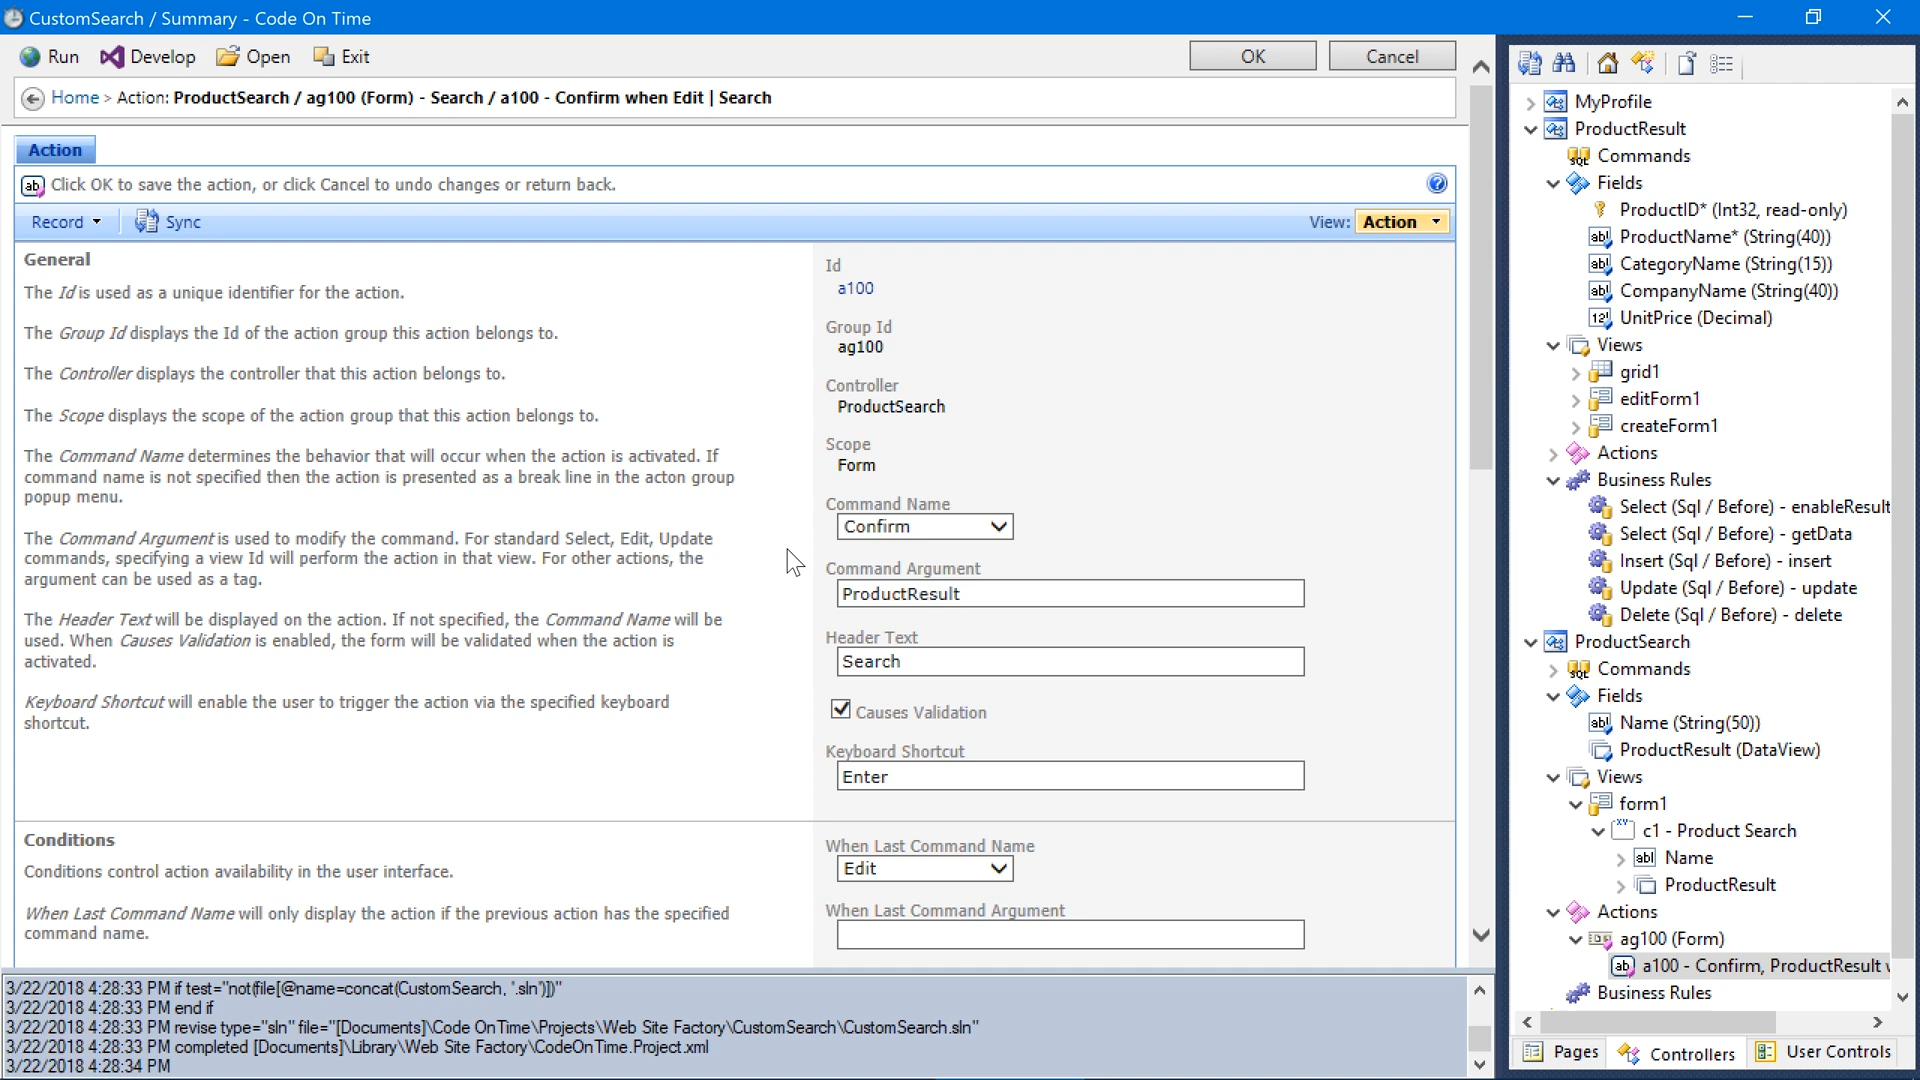 CustomSearch / Summary - Code On Time
Run
Develop
Open
Exit
OK
Cancel
Home > Action: ProductSearch / ag100 (Form) - Search / a100 - Confirm when Edit | Search
Action
Click OK to save the action, or click Cancel to undo changes or return back.
Record
Sync
View: Action
General
The Id is used as a unique identifier for the action.
The Group Id displays the Id of the action group this action belongs to.
The Controller displays the controller that this action belongs to.
The Scope displays the scope of the action group that this action belongs to.
The Command Name determines the behavior that will occur when the action is activated. If
command name is not specified then the action is presented as a break line in the acton group
popup menu.
The Command Argument is used to modify the command. For standard Select, Edit, Update
commands, specifying a view Id will perform the action in that view. For other actions, the
argument can be used as a tag.
The Header Text will be displayed on the action. If not specified, the Command Name will be
used. When Causes Validation is enabled, the form will be validated when the action is
activated.
Keyboard Shortcut will enable the user to trigger the action via the specified keyboard
shortcut.
Id
a100
Group Id
ag100
Controller
ProductSearch
Scope
Form
Command Name
Confirm
Command Argument
ProductResult
Header Text
Search
Causes Validation
Keyboard Shortcut
Enter
Conditions
Conditions control action availability in the user interface.
When Last Command Name will only display the action if the previous action has the specified
command name.
When Last Command Name
Edit
When Last Command Argument
3/22/2018 4:28:33 PM if test="not(file[@name=concat(CustomSearch, '.sln')])"
3/22/2018 4:28:33 PM end if
3/22/2018 4:28:33 PM revise type="sln" file="[Documents]\Code OnTime\Projects\Web Site Factory\CustomSearch\CustomSearch.sln"
3/22/2018 4:28:33 PM completed [Documents]\Library\Web Site Factory\CodeOnTime.Project.xml
3/22/2018 4:28:34 PM
MyProfile
ProductResult
Commands
Fields
ProductID* (Int32, read-only)
ProductName* (String(40))
CategoryName (String(15))
CompanyName (String(40))
UnitPrice (Decimal)
Views
grid1
editForm1
createForm1
Actions
Business Rules
Select (Sql / Before) - enableResult
Select (Sql / Before) - getData
Insert (Sql / Before) - insert
Update (Sql / Before) - update
Delete (Sql / Before) - delete
ProductSearch
Commands
Fields
Name (String(50))
ProductResult (DataView)
Views
form1
c1 - Product Search
Name
ProductResult
Actions
ag100 (Form)
a100 - Confirm, ProductResult
Business Rules
Pages
Controllers
User Controls